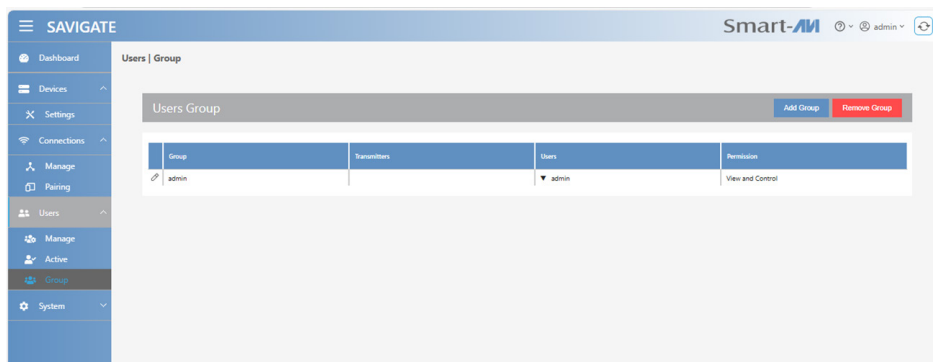 SAVIGATE
Smart-AVI
admin
Dashboard
Users | Group
Devices
Users Group
Add Group
Remove Group
Settings
Connections
Group
Transmitters
Users
Permission
Manage
admin
admin
View and Control
Pairing
Users
Manage
Active
Group
System